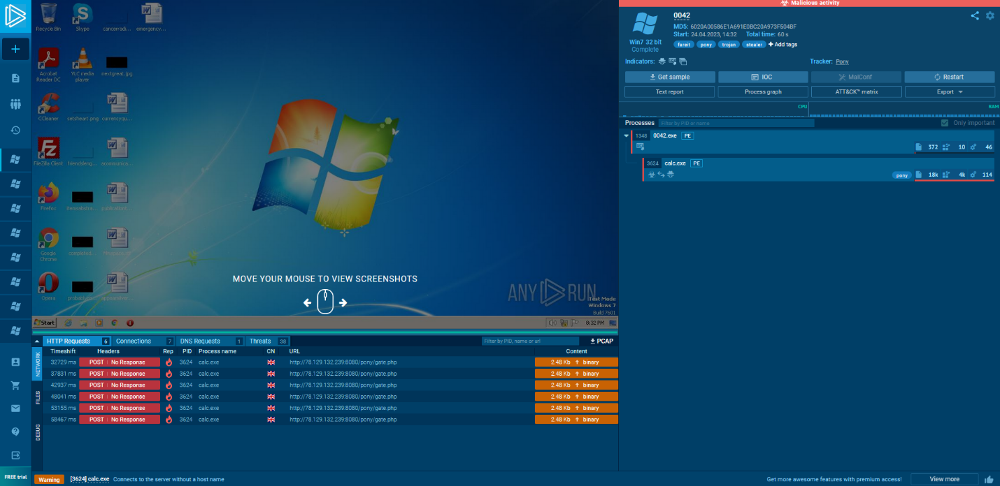 Malicious activity
0042
MD5: 6020A00586E1A691E0BC20A973F504BF
Start: 24.04.2023, 14:32 Total time: 60 s
Win7 32 bit
Complete
fareit pony trojan stealer + Add tags
Indicators:
Tracker: Pony
Get sample IOC MalConf Restart
Text report Process graph ATT&CK™ matrix Export
CPU RAM
Processes Filter by PID or name Only important
1348 0042.exe PE
372 10 46
3624 calc.exe PE
pony 18k 4k 114
Recycle Bin Skype cancerradi... emergency...
Acrobat Reader DC VLC media player nextgreat.jpg
CCleaner setsheart.png currencyqu...
FileZilla Client friendsleng... ecommunica...
Firefox
Google Chrome
Opera
MOVE YOUR MOUSE TO VIEW SCREENSHOTS
ANY RUN
Test Mode
Windows 7
Build 7601
Start 8:32 PM
HTTP Requests 6 Connections 7 DNS Requests 1 Threats 38 Filter by PID, name or url PCAP
NETWORK
FILES
DEBUG
Timeshift Headers Rep PID Process name CN URL Content
32729 ms POST No Response 3624 calc.exe http://78.129.132.239:8080/pony/gate.php 2.48 Kb ↑ binary
37831 ms POST No Response 3624 calc.exe http://78.129.132.239:8080/pony/gate.php 2.48 Kb ↑ binary
42937 ms POST No Response 3624 calc.exe http://78.129.132.239:8080/pony/gate.php 2.48 Kb ↑ binary
48041 ms POST No Response 3624 calc.exe http://78.129.132.239:8080/pony/gate.php 2.48 Kb ↑ binary
53155 ms POST No Response 3624 calc.exe http://78.129.132.239:8080/pony/gate.php 2.48 Kb ↑ binary
58467 ms POST No Response 3624 calc.exe http://78.129.132.239:8080/pony/gate.php 2.48 Kb ↑ binary
FREE trial
Warning [3624] calc.exe Connects to the server without a host name
Get more awesome features with premium access! View more